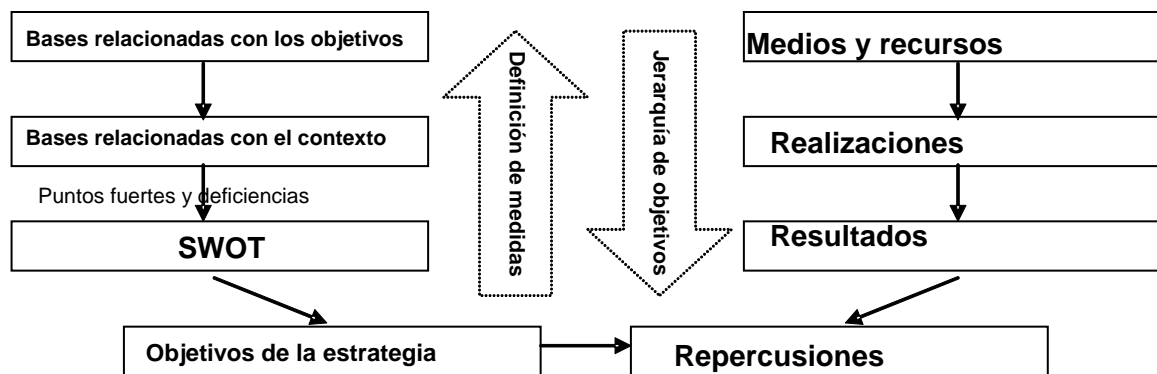 Bases relacionadas con los objetivos
Bases relacionadas con el contexto
Puntos fuertes y deficiencias
SWOT
Objetivos de la estrategia
Definición de medidas
Jerarquía de objetivos
Medios y recursos
Realizaciones
Resultados
Repercusiones